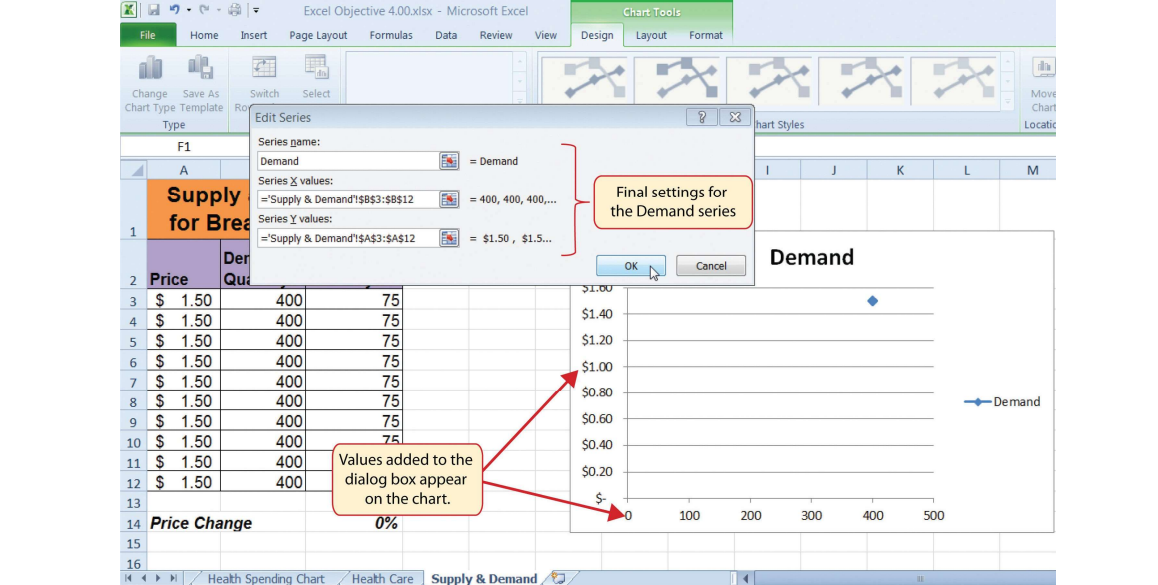 Excel Objective 4.00.xlsx - Microsoft Excel
Chart Tools
File Home Insert Page Layout Formulas Data Review View Design Layout Format
Change Chart Type
Save As Template
Switch
Select
Type
Chart Styles
Move Chart
Edit Series
Series name:
Demand = Demand
Series X values:
='Supply & Demand'!$B$3:$B$12 = 400, 400, 400,...
Series Y values:
='Supply & Demand'!$A$3:$A$12 = $1.50 , $1.5...
OK Cancel
Final settings for
the Demand series
F1
A I J K L M
1 Supply
for Brea
2 Price
3 $ 1.50 400 75
4 $ 1.50 400 75
5 $ 1.50 400 75
6 $ 1.50 400 75
7 $ 1.50 400 75
8 $ 1.50 400 75
9 $ 1.50 400 75
10 $ 1.50 400 75
11 $ 1.50 400
12 $ 1.50 400
13
14 Price Change 0%
15
16
Values added to the
dialog box appear
on the chart.
Demand
$1.60
$1.40
$1.20
$1.00
$0.80
$0.60
$0.40
$0.20
$-
0 100 200 300 400 500
Demand
Health Spending Chart Health Care Supply & Demand